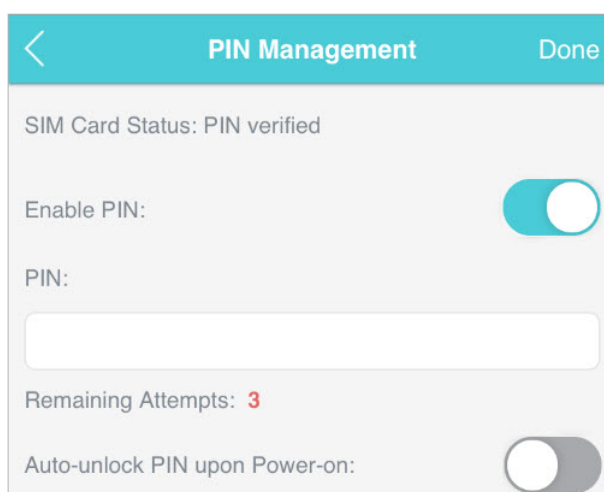 PIN Management Done
SIM Card Status: PIN verified
Enable PIN:
PIN:
Remaining Attempts: 3
Auto-unlock PIN upon Power-on: